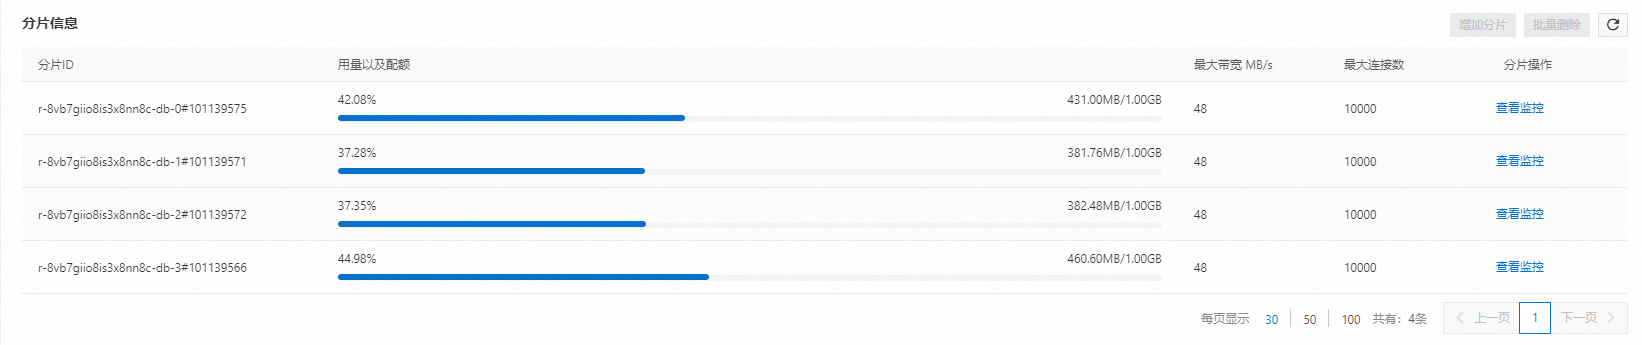 分片信息
增加分片 批量删除
分片ID 用量以及配额 最大带宽 MB/s 最大连接数 分片操作
42.08% 431.00MB/1.00GB
r-8vb7giio8is3x8nn8c-db-0#101139575 48 10000 查看监控
37.28% 381.76MB/1.00GB
r-8vb7giio8is3x8nn8c-db-1#101139571 48 10000 查看监控
37.35% 382.48MB/1.00GB
r-8vb7giio8is3x8nn8c-db-2#101139572 48 10000 查看监控
44.98% 460.60MB/1.00GB
r-8vb7giio8is3x8nn8c-db-3#101139566 48 10000 查看监控
每页显示 30 50 100 共有：4条 上一页 1 下一页